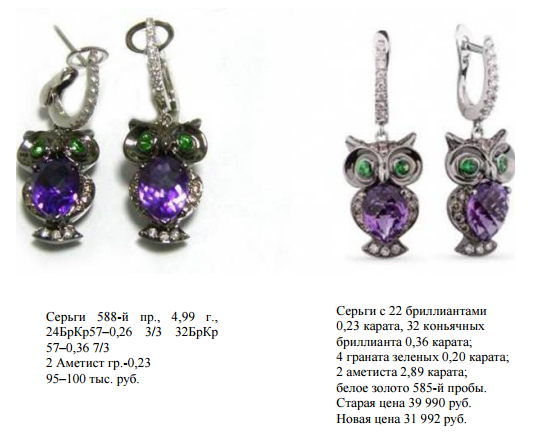 Серьги 588-й пр., 4,99 г.,
24БрКр57–0,26 3/3 32БрКр
57–0,36 7/3
2 Аметист гр.-0,23
95–100 тыс. руб.
Серьги с 22 бриллиантами
0,23 карата, 32 коньячных
бриллианта 0,36 карата;
4 граната зеленых 0,20 карата;
2 аметиста 2,89 карата;
белое золото 585-й пробы.
Старая цена 39 990 руб.
Новая цена 31 992 руб.